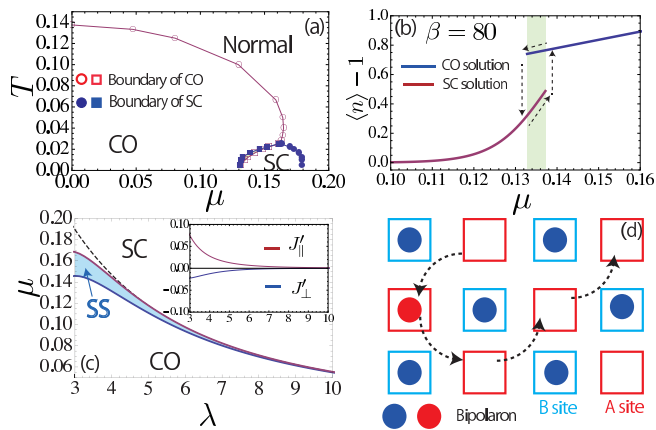 (a)
0.14
0.12
0.10
0.08
0.06
0.04
0.02
0.00
T
Normal
Boundary of CO
Boundary of SC
CO
SC
0.00 0.05 0.10 0.15 0.20
μ
(b)
β = 80
1.0
0.8
0.6
0.4
0.2
0.0
⟨n⟩ − 1
CO solution
SC solution
0.10 0.11 0.12 0.13 0.14 0.15 0.16
μ
(c)
0.20
0.18
0.16
0.14
0.12
0.10
0.08
0.06
μ
SC
SS
CO
3 4 5 6 7 8 9 10
λ
0.10
0.05
0.00
−0.05
−0.10
J′∥
J′⊥
3 4 5 6 7 8 9 10
(d)
Bipolaron
B site
A site